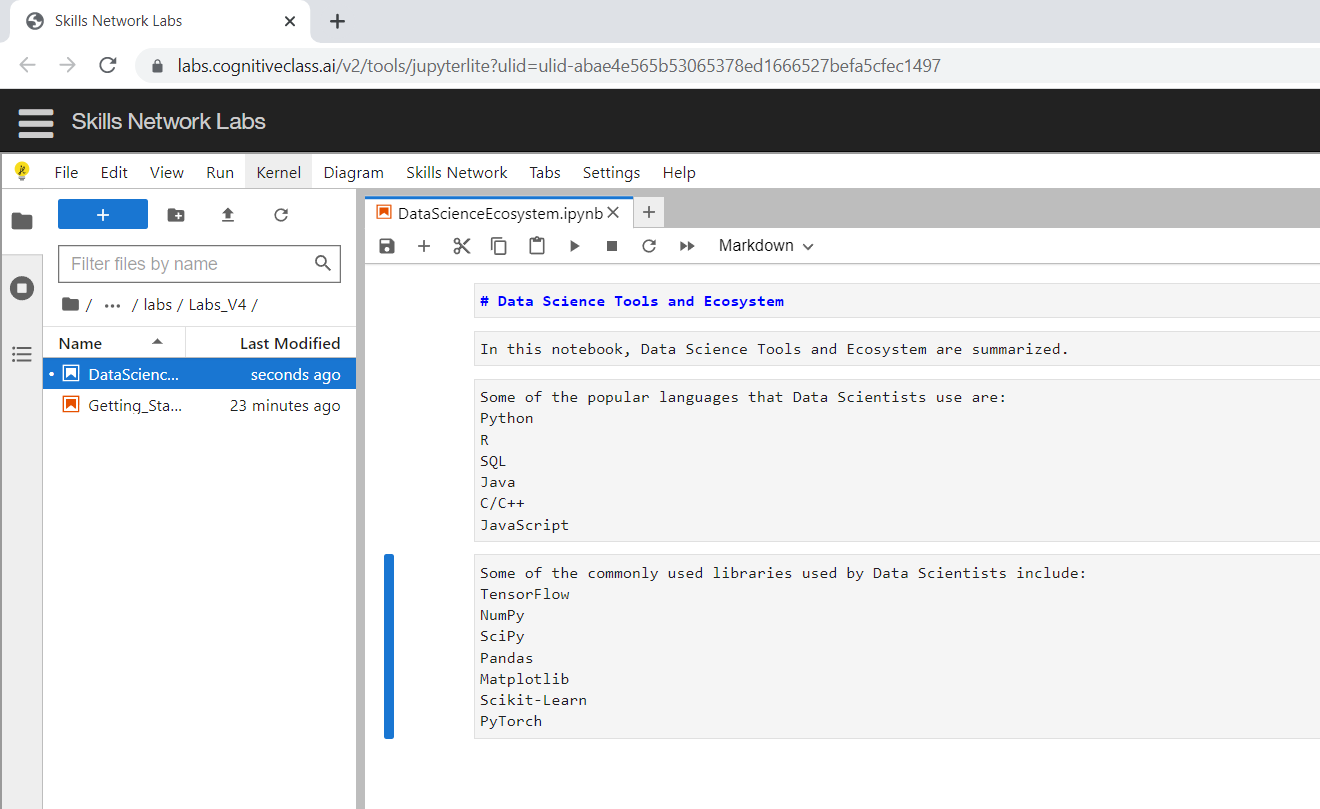 Skills Network Labs
labs.cognitiveclass.ai/v2/tools/jupyterlite?ulid=ulid-abae4e565b53065378ed1666527befa5cfec1497
Skills Network Labs
File Edit View Run Kernel Diagram Skills Network Tabs Settings Help
DataScienceEcosystem.ipynb
Markdown
Filter files by name
/ ... / labs / Labs_V4 /
Name Last Modified
DataScienc... seconds ago
Getting_Sta... 23 minutes ago
# Data Science Tools and Ecosystem
In this notebook, Data Science Tools and Ecosystem are summarized.
Some of the popular languages that Data Scientists use are:
Python
R
SQL
Java
C/C++
JavaScript
Some of the commonly used libraries used by Data Scientists include:
TensorFlow
NumPy
SciPy
Pandas
Matplotlib
Scikit-Learn
PyTorch